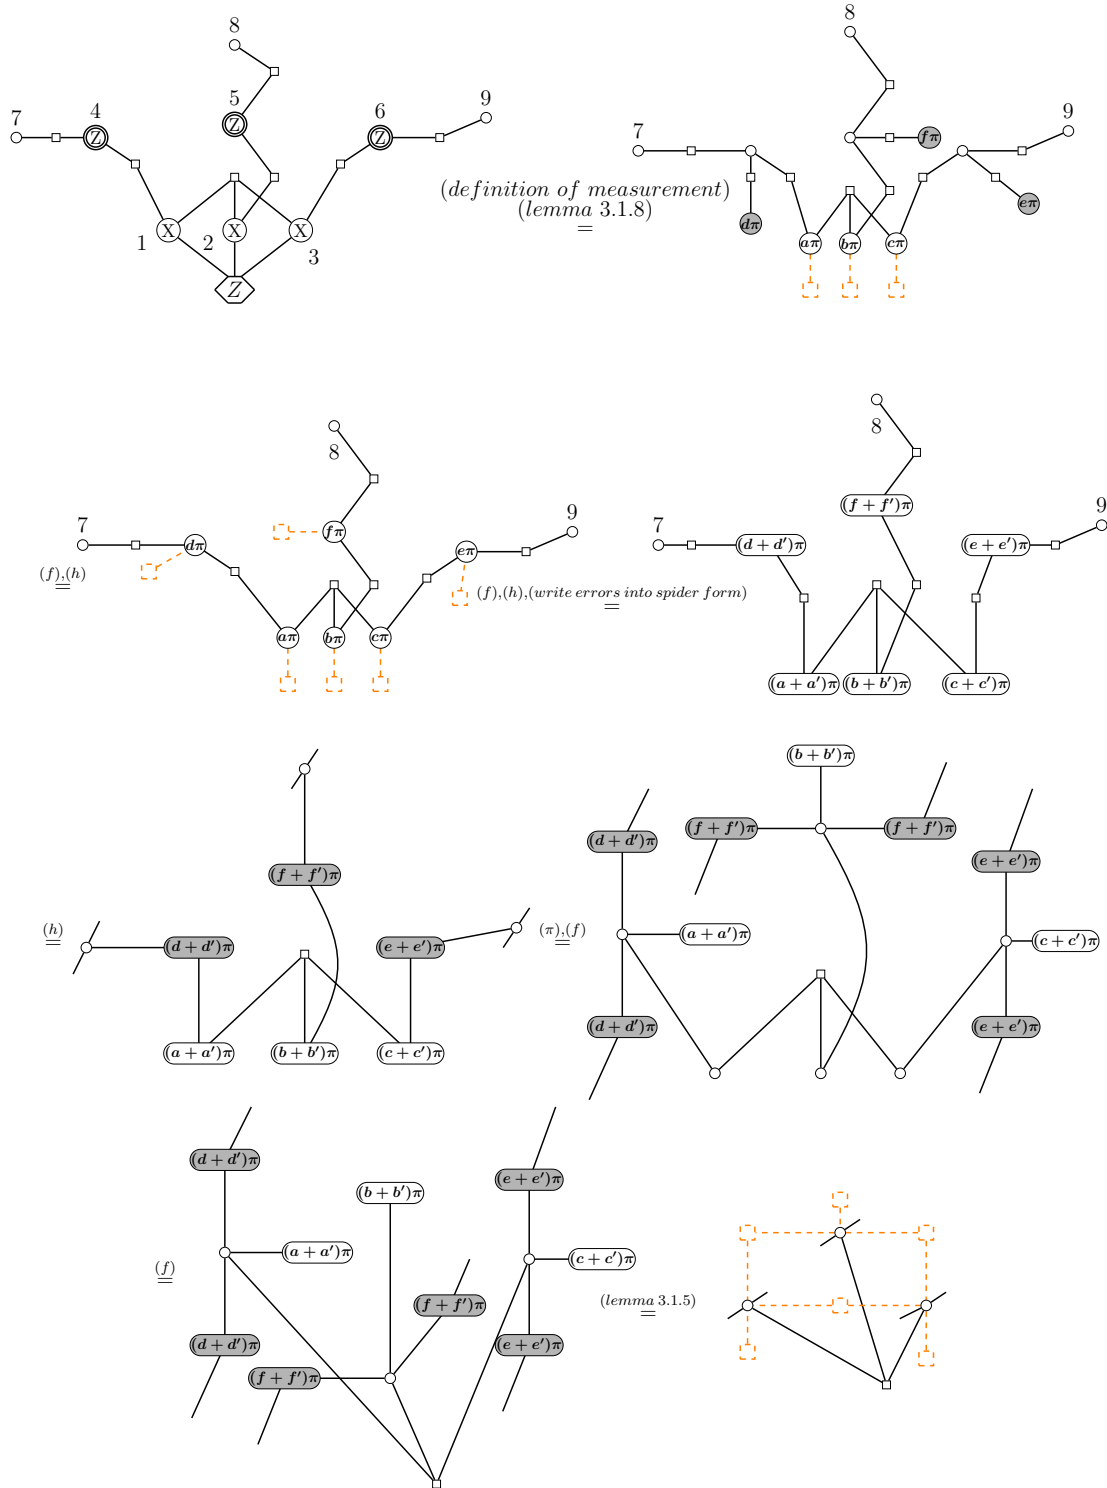 8
8
5
4
6
7
9
Z
Z
Z
7
9
fπ
(definition of measurement)
(lemma 3.1.8)
=
eπ
dπ
X
X
X
1
2
3
aπ
bπ
cπ
Z
8
8
7
9
9
7
fπ
(f + f')π
dπ
eπ
(d + d')π
(e + e')π
(f),(h)
=
(f),(h),(write errors into spider form)
=
aπ
bπ
cπ
(a + a')π
(b + b')π
(c + c')π
(b + b')π
(d + d')π
(f + f')π
(f + f')π
(e + e')π
(f + f')π
(h)
=
(d + d')π
(e + e')π
(π),(f)
=
(a + a')π
(c + c')π
(d + d')π
(e + e')π
(a + a')π
(b + b')π
(c + c')π
(d + d')π
(e + e')π
(b + b')π
(a + a')π
(c + c')π
(f)
=
(f + f')π
(lemma 3.1.5)
=
(d + d')π
(e + e')π
(f + f')π